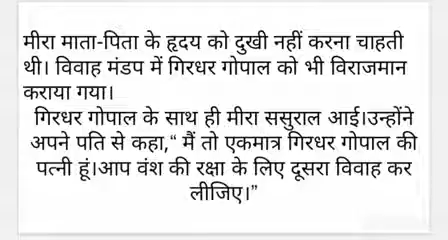 मीरा माता-पिता के हृदय को दुखी नहीं करना चाहती
थी। विवाह मंडप में गिरधर गोपाल को भी विराजमान
कराया गया।
गिरधर गोपाल के साथ ही मीरा ससुराल आई।उन्होंने
अपने पति से कहा,“ मैं तो एकमात्र गिरधर गोपाल की
पत्नी हूं।आप वंश की रक्षा के लिए दूसरा विवाह कर
लीजिए।”